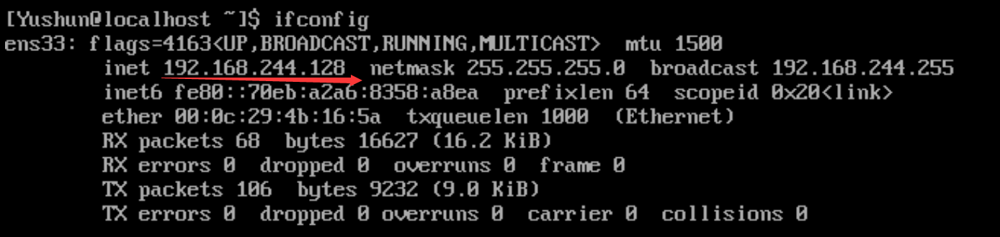 [Yushun@localhost ~]$ ifconfig
ens33: flags=4163<UP,BROADCAST,RUNNING,MULTICAST>  mtu 1500
        inet 192.168.244.128  netmask 255.255.255.0  broadcast 192.168.244.255
        inet6 fe80::70eb:a2a6:8358:a8ea  prefixlen 64  scopeid 0x20<link>
        ether 00:0c:29:4b:16:5a  txqueuelen 1000  (Ethernet)
        RX packets 68  bytes 16627 (16.2 KiB)
        RX errors 0  dropped 0  overruns 0  frame 0
        TX packets 106  bytes 9232 (9.0 KiB)
        TX errors 0  dropped 0 overruns 0  carrier 0  collisions 0